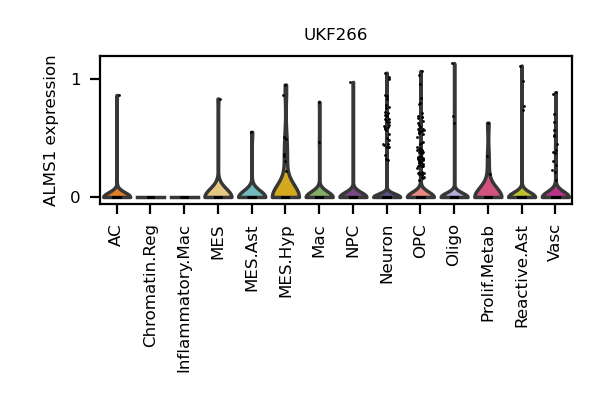 UKF266
ALMS1 expression
1
0
AC
Chromatin.Reg
Inflammatory.Mac
MES
MES.Ast
MES.Hyp
Mac
NPC
Neuron
OPC
Oligo
Prolif.Metab
Reactive.Ast
Vasc